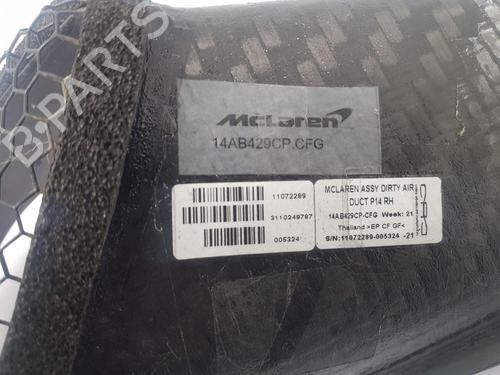 McLaren
14AB429CP.CFG
11072289
3110249787
005324
MCLAREN ASSY DIRTY AIR
DUCT P14 RH
14AB429CP-CFG Week: 21
Thailand >EP CF GF<
S/N:11072289-005324 -21
B-PARTS